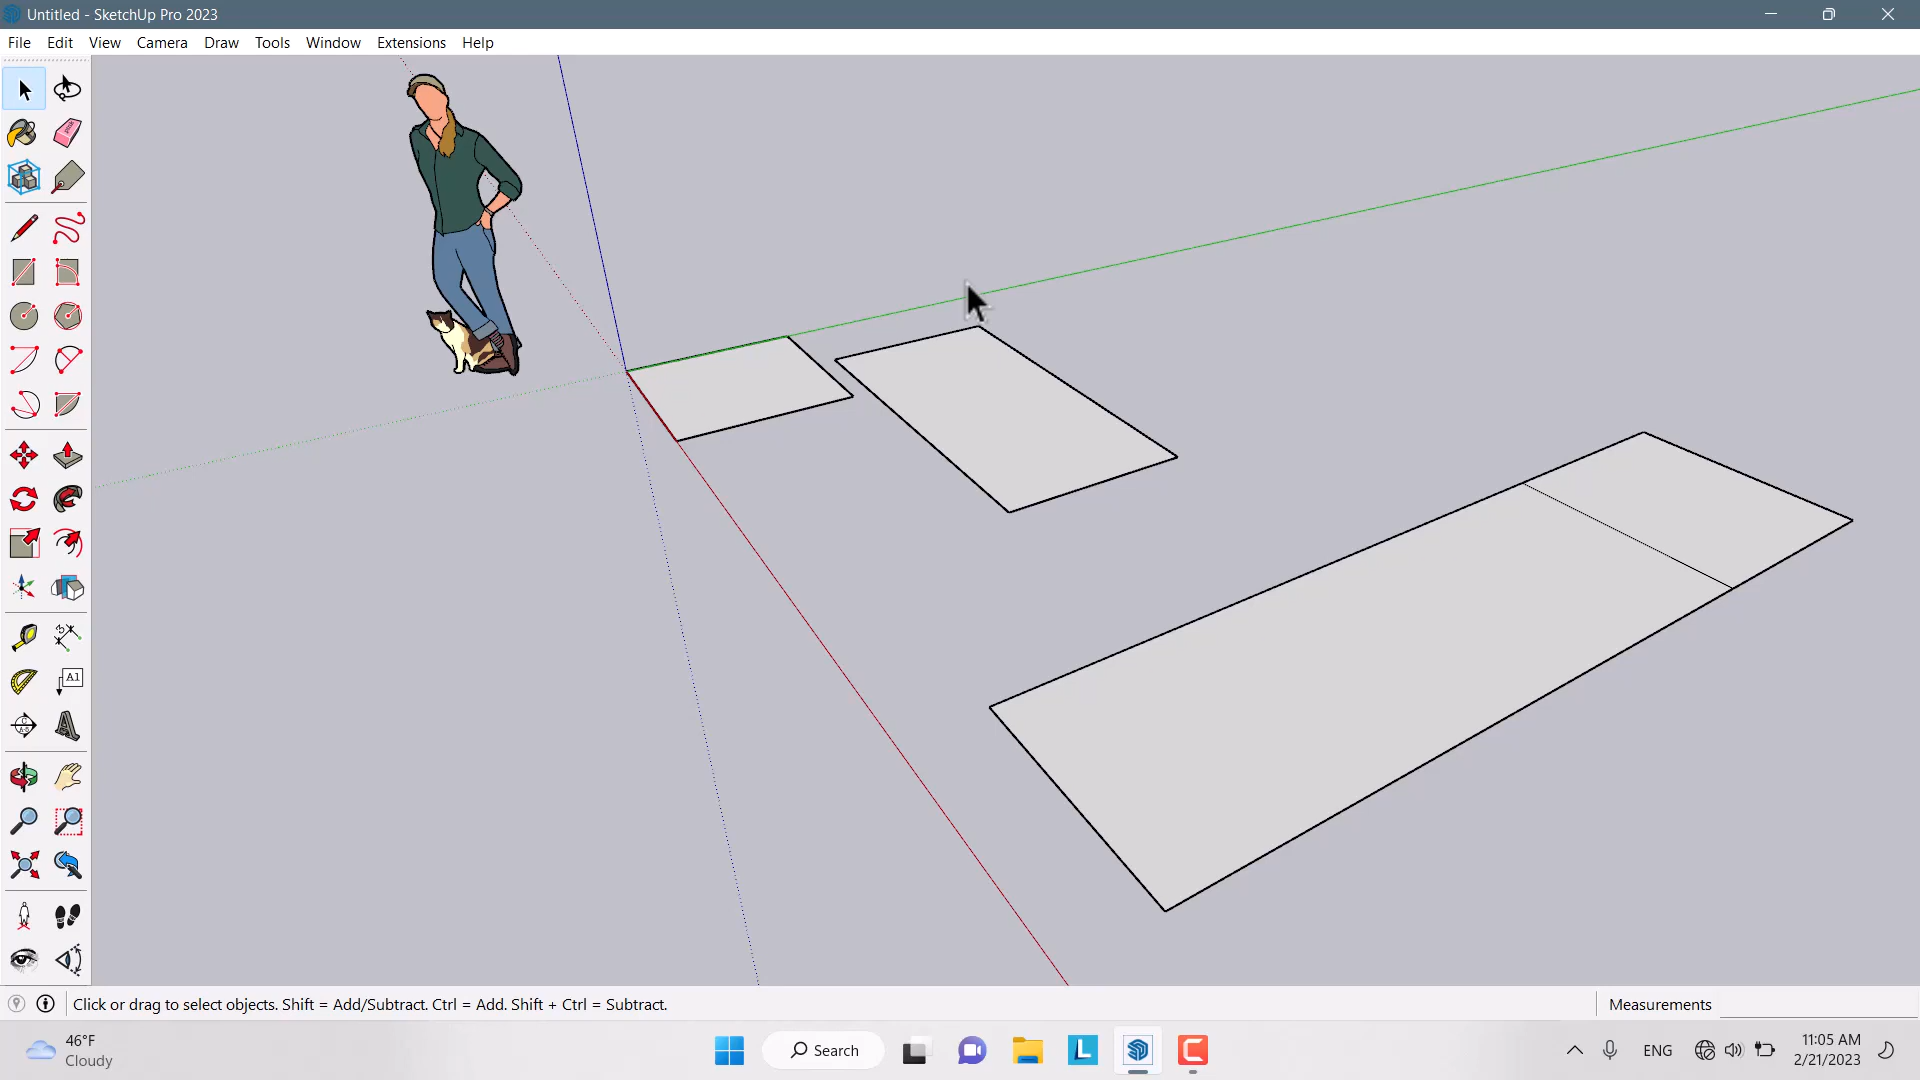 Untitled - SketchUp Pro 2023
File Edit View Camera Draw Tools Window Extensions Help
A1
Click or drag to select objects. Shift = Add/Subtract. Ctrl = Add. Shift + Ctrl = Subtract.
Measurements
46°F
Cloudy
Search
L
ENG
11:05 AM
2/21/2023